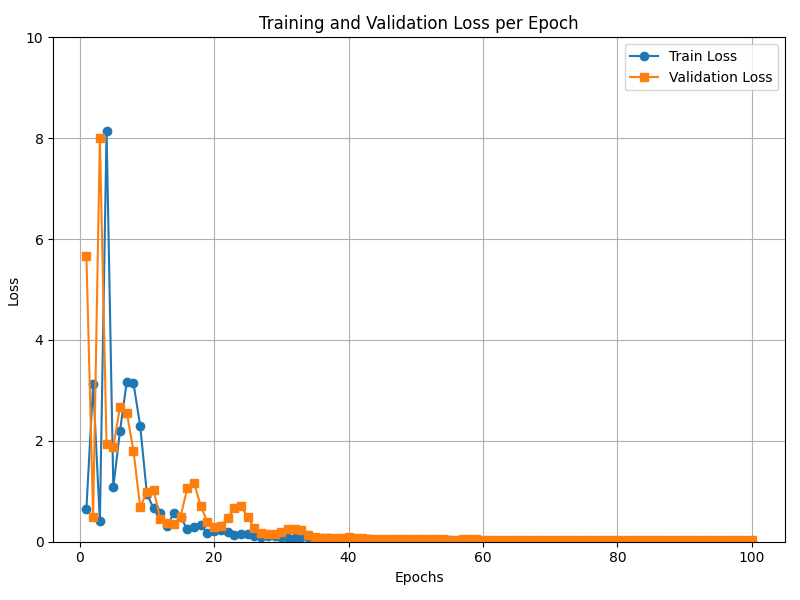 Training and Validation Loss per Epoch
Train Loss
Validation Loss
10
8
6
4
2
0
Loss
0 20 40 60 80 100
Epochs